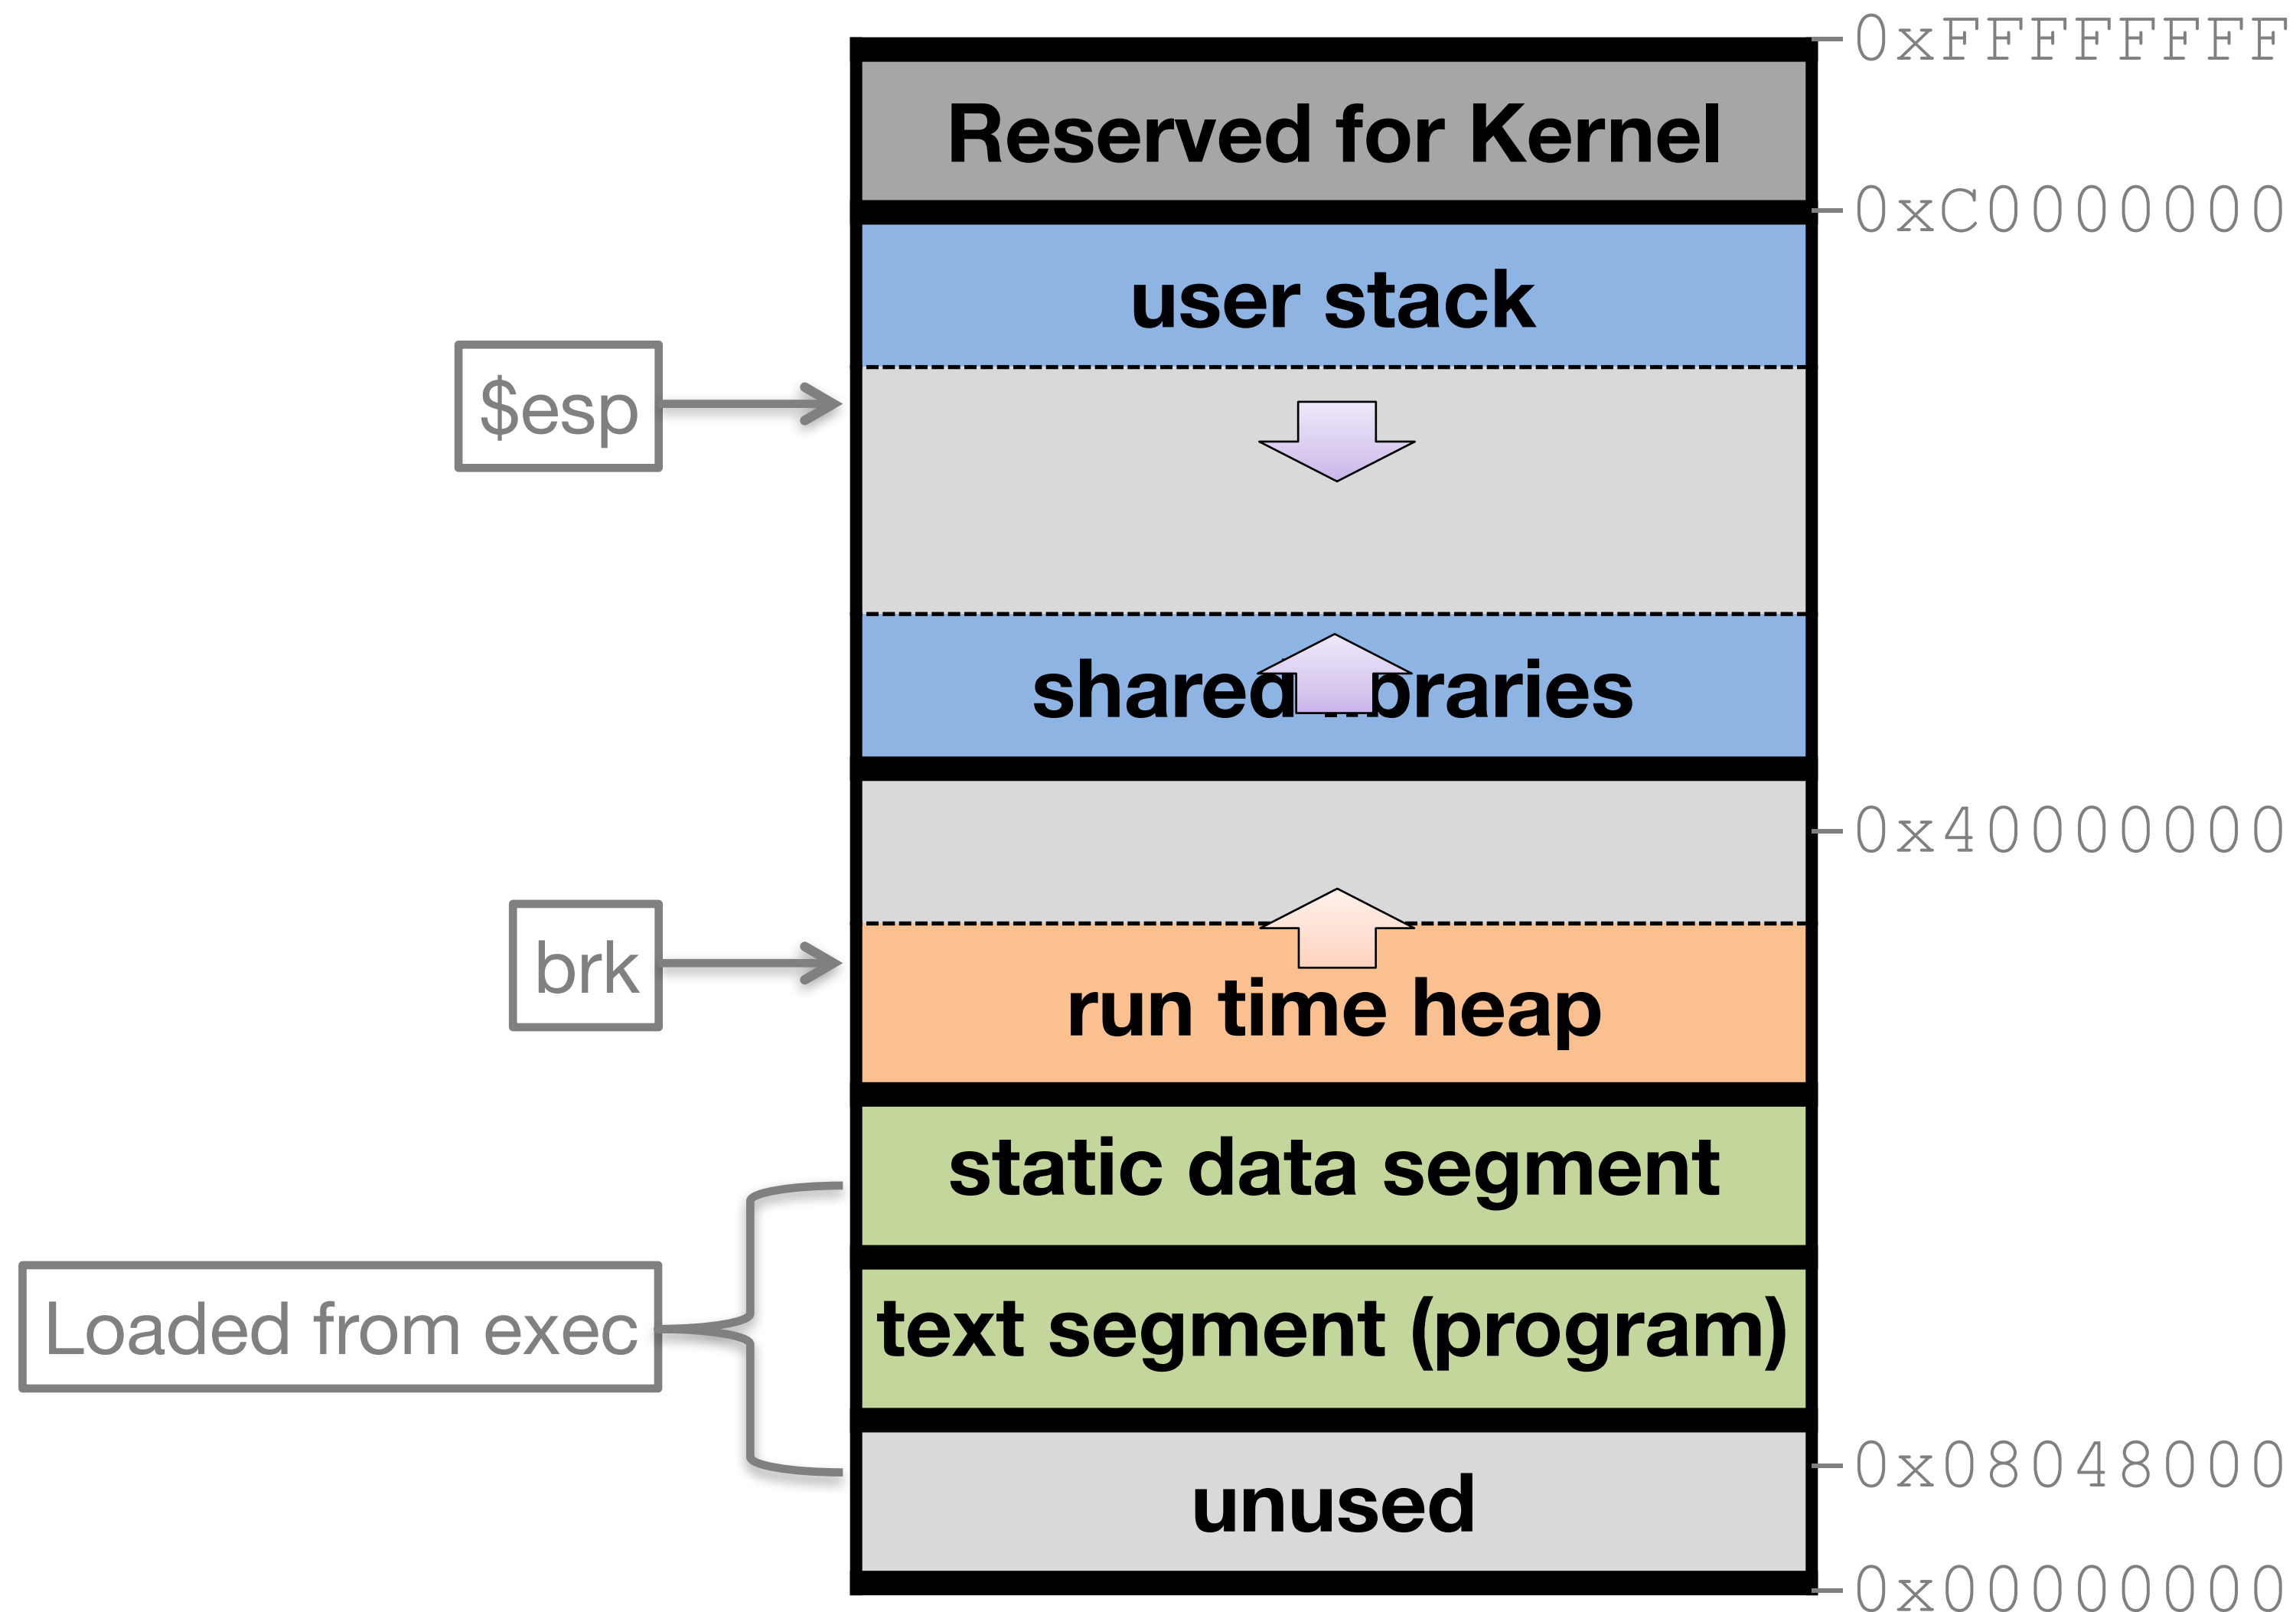 0xFFFFFFFF
Reserved for Kernel
0xC0000000
user stack
$esp
shared libraries
0x40000000
brk
run time heap
static data segment
Loaded from exec
text segment (program)
0x08048000
unused
0x00000000